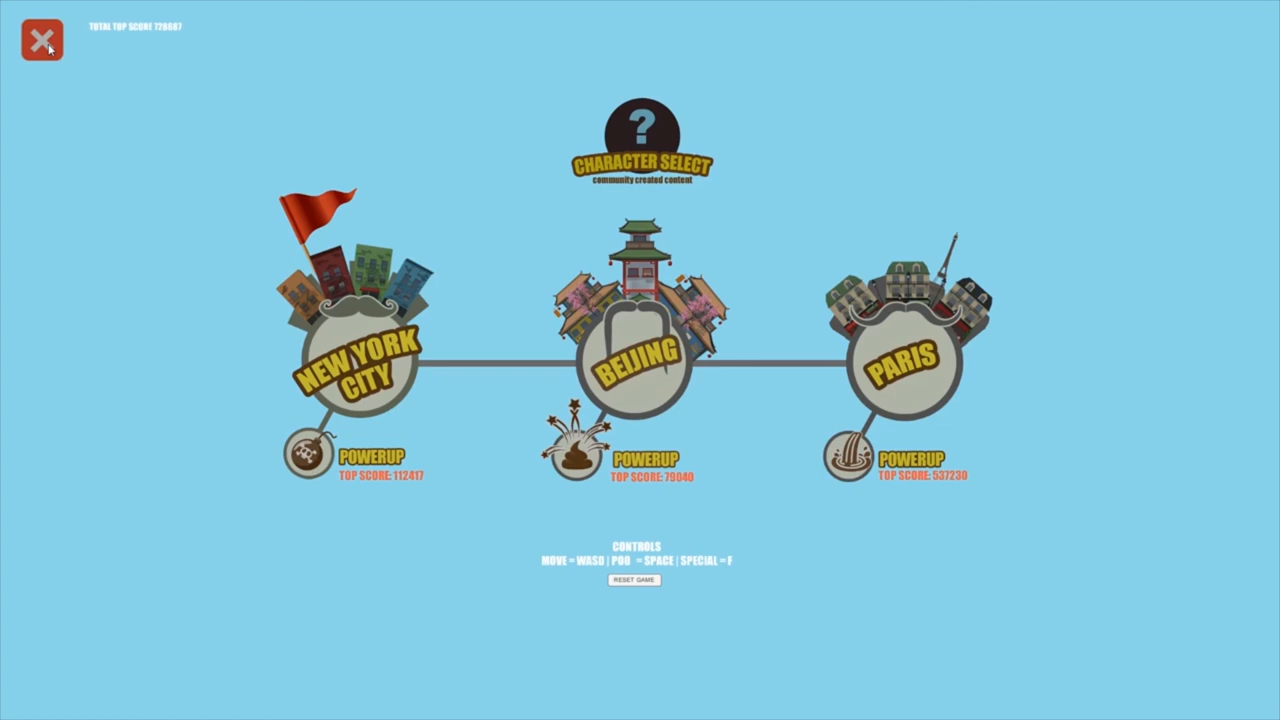 TOTAL TOP SCORE 728687
?
CHARACTER SELECT
community created content
NEW YORK
CITY
BEIJING
PARIS
POWERUP
TOP SCORE: 112417
POWERUP
TOP SCORE: 79040
POWERUP
TOP SCORE: 537230
CONTROLS
MOVE = WASD | POO = SPACE | SPECIAL = F
RESET GAME